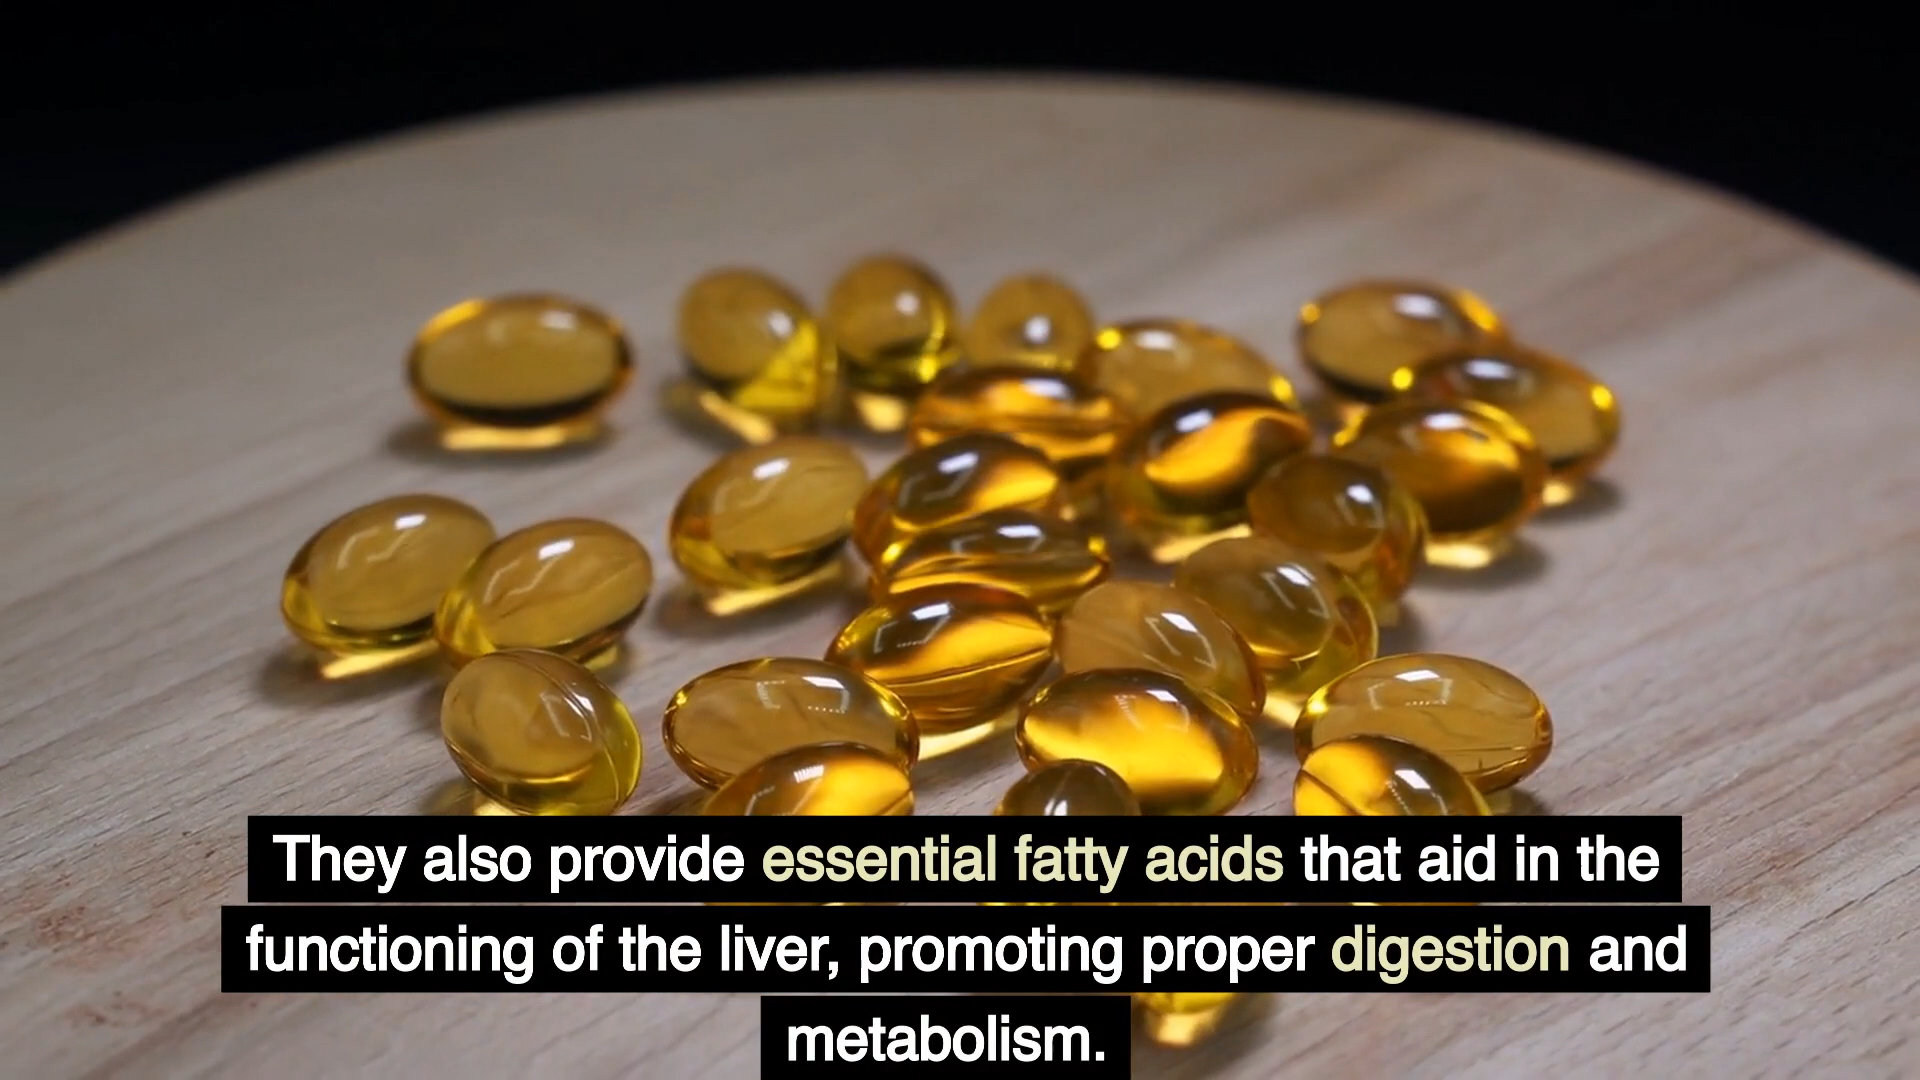 They also provide essential fatty acids that aid in the
functioning of the liver, promoting proper digestion and
metabolism.